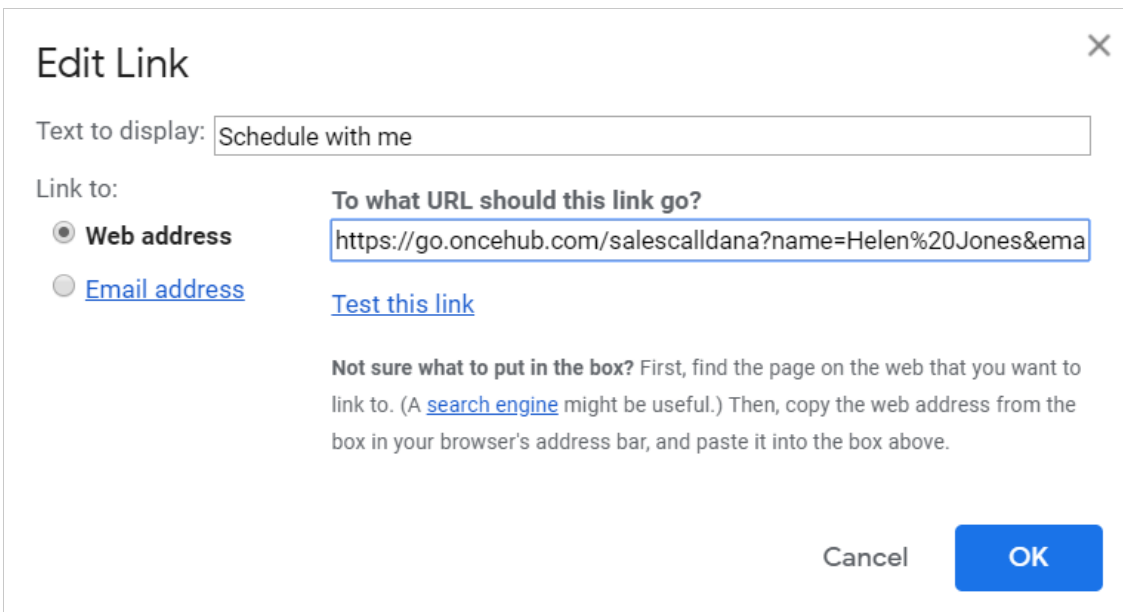 Edit Link
Text to display: Schedule with me
Link to:
To what URL should this link go?
Web address
https://go.oncehub.com/salescalldana?name=Helen%20Jones&ema
Email address
Test this link
Not sure what to put in the box? First, find the page on the web that you want to
link to. (A search engine might be useful.) Then, copy the web address from the
box in your browser's address bar, and paste it into the box above.
Cancel
OK